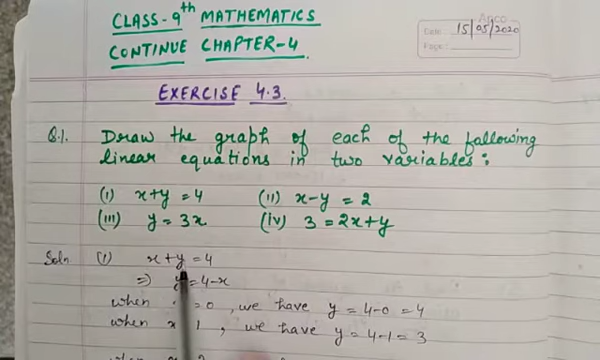 CLASS-9th MATHEMATICS
CONTINUE CHAPTER-4.
Anco
Date: 15/05/2020
Page:
EXERCISE 4.3.
Q.1. Draw the graph of each of the following
linear equations in two variables:
(i) x+y=4 (ii) x-y=2
(iii) y=3x (iv) 3=2x+y
Soln (i) x+y=4
=> y=4-x
when =0, we have y=4-0=4
when x 1, we have y=4-1=3